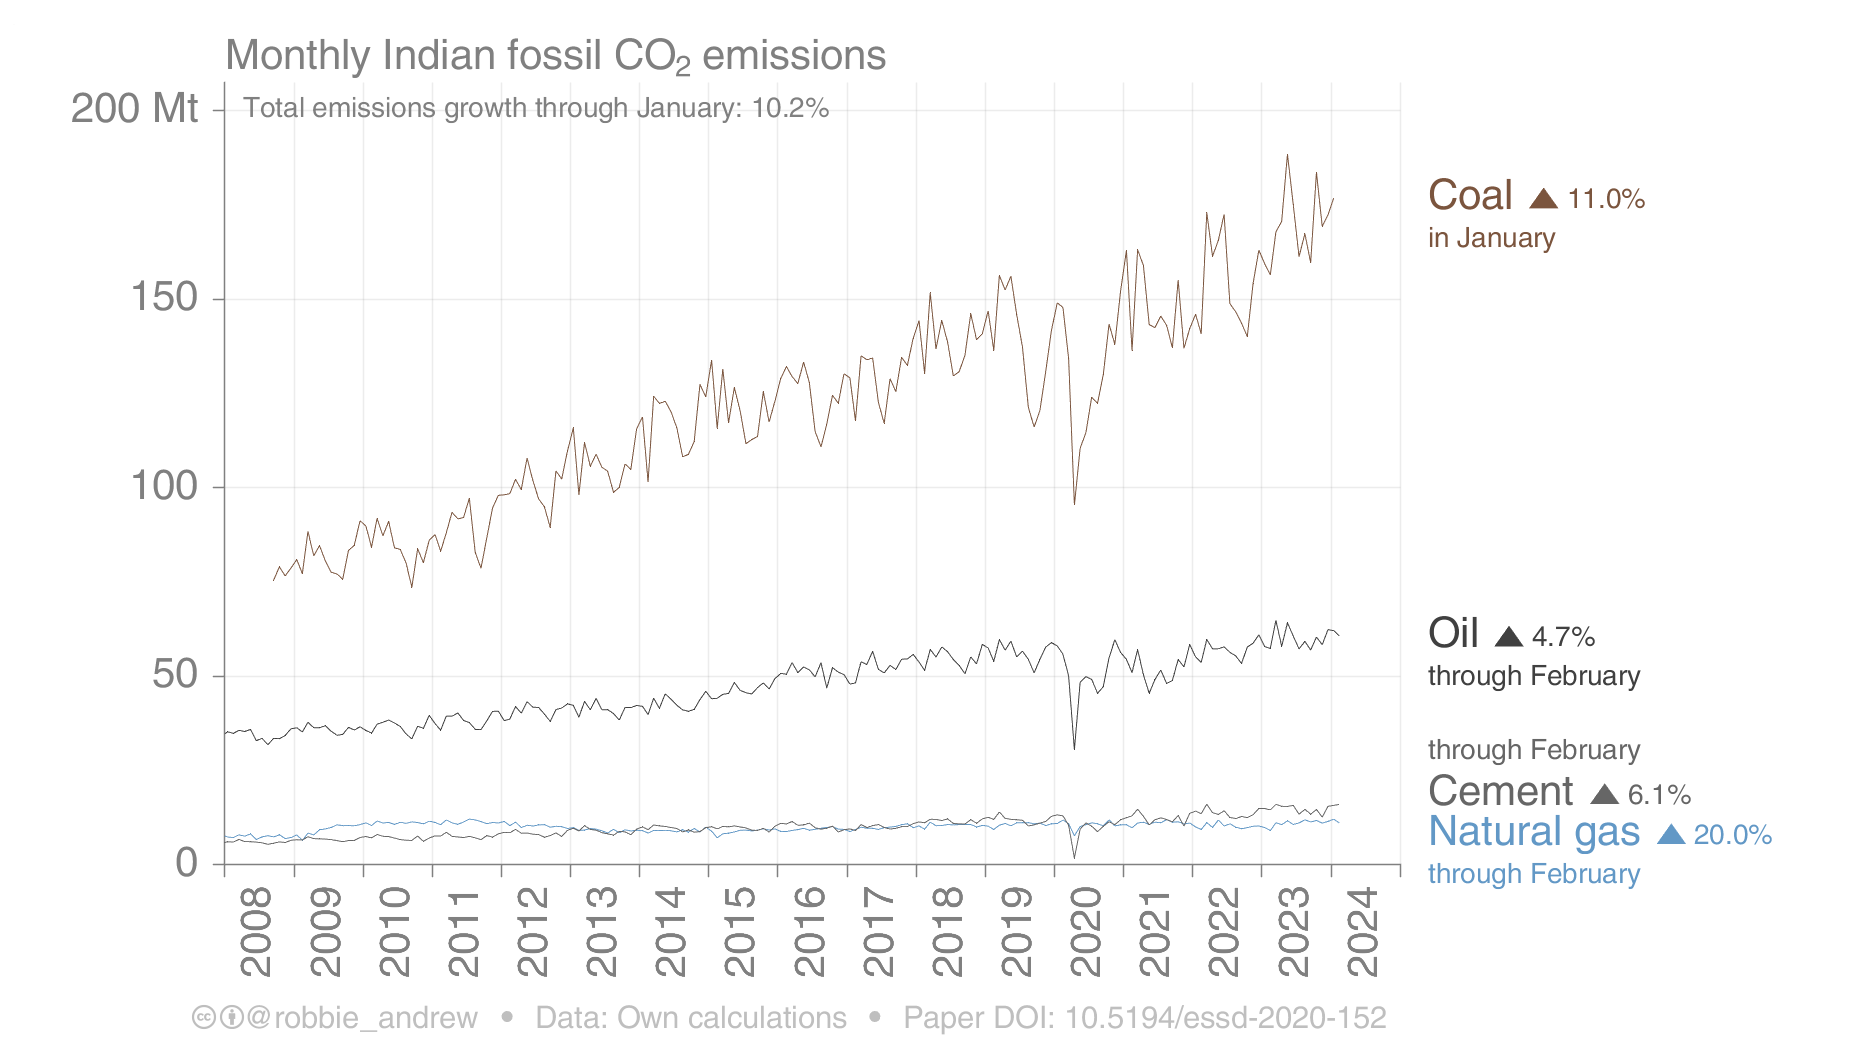 Monthly Indian fossil CO₂ emissions
Total emissions growth through January: 10.2%
200 Mt
150
100
50
0
Coal ▲ 11.0%
in January
Oil ▲ 4.7%
through February
through February
Cement ▲ 6.1%
Natural gas ▲ 20.0%
through February
2008 2009 2010 2011 2012 2013 2014 2015 2016 2017 2018 2019 2020 2021 2022 2023 2024
@robbie_andrew • Data: Own calculations • Paper DOI: 10.5194/essd-2020-152